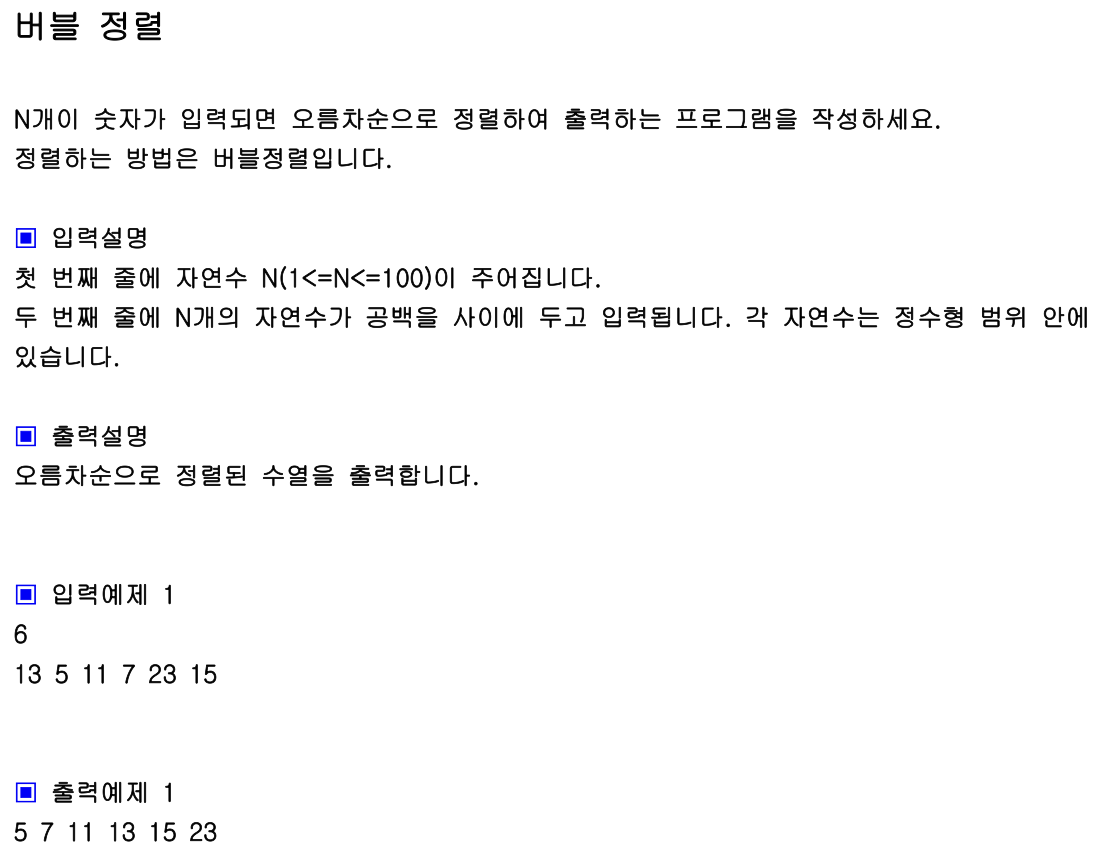 버블 정렬
N개이 숫자가 입력되면 오름차순으로 정렬하여 출력하는 프로그램을 작성하세요.
정렬하는 방법은 버블정렬입니다.
▣ 입력설명
첫 번째 줄에 자연수 N(1<=N<=100)이 주어집니다.
두 번째 줄에 N개의 자연수가 공백을 사이에 두고 입력됩니다. 각 자연수는 정수형 범위 안에
있습니다.
▣ 출력설명
오름차순으로 정렬된 수열을 출력합니다.
▣ 입력예제 1
6
13 5 11 7 23 15
▣ 출력예제 1
5 7 11 13 15 23